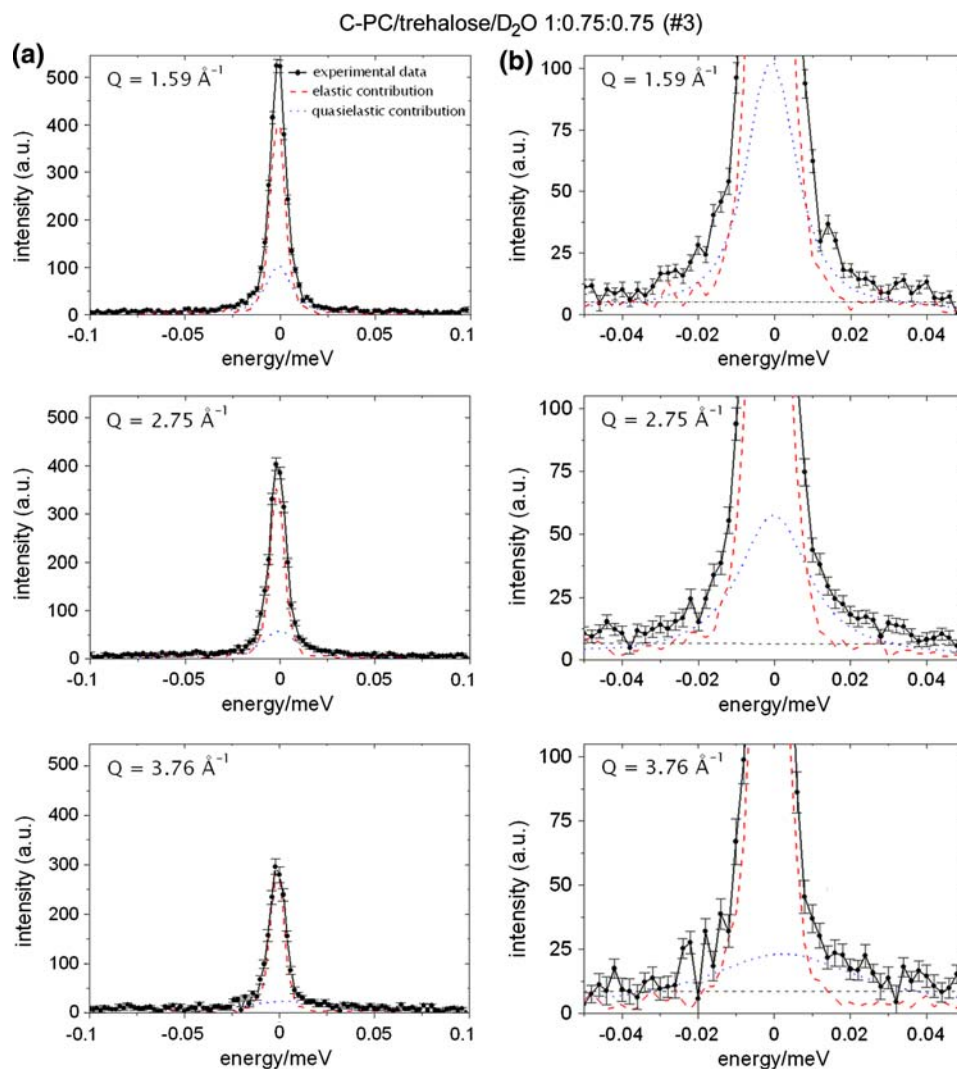 C-PC/trehalose/D₂O 1:0.75:0.75 (#3)
(a)
Q = 1.59 Å⁻¹
experimental data
elastic contribution
quasielastic contribution
intensity (a.u.)
500
400
300
200
100
0
-0.1 -0.05 0 0.05 0.1
energy/meV
(b)
Q = 1.59 Å⁻¹
intensity (a.u.)
100
75
50
25
0
-0.04 -0.02 0 0.02 0.04
energy/meV
Q = 2.75 Å⁻¹
intensity (a.u.)
500
400
300
200
100
0
-0.1 -0.05 0 0.05 0.1
energy/meV
Q = 2.75 Å⁻¹
intensity (a.u.)
100
75
50
25
0
-0.04 -0.02 0 0.02 0.04
energy/meV
Q = 3.76 Å⁻¹
intensity (a.u.)
500
400
300
200
100
0
-0.1 -0.05 0 0.05 0.1
energy/meV
Q = 3.76 Å⁻¹
intensity (a.u.)
100
75
50
25
0
-0.04 -0.02 0 0.02 0.04
energy/meV